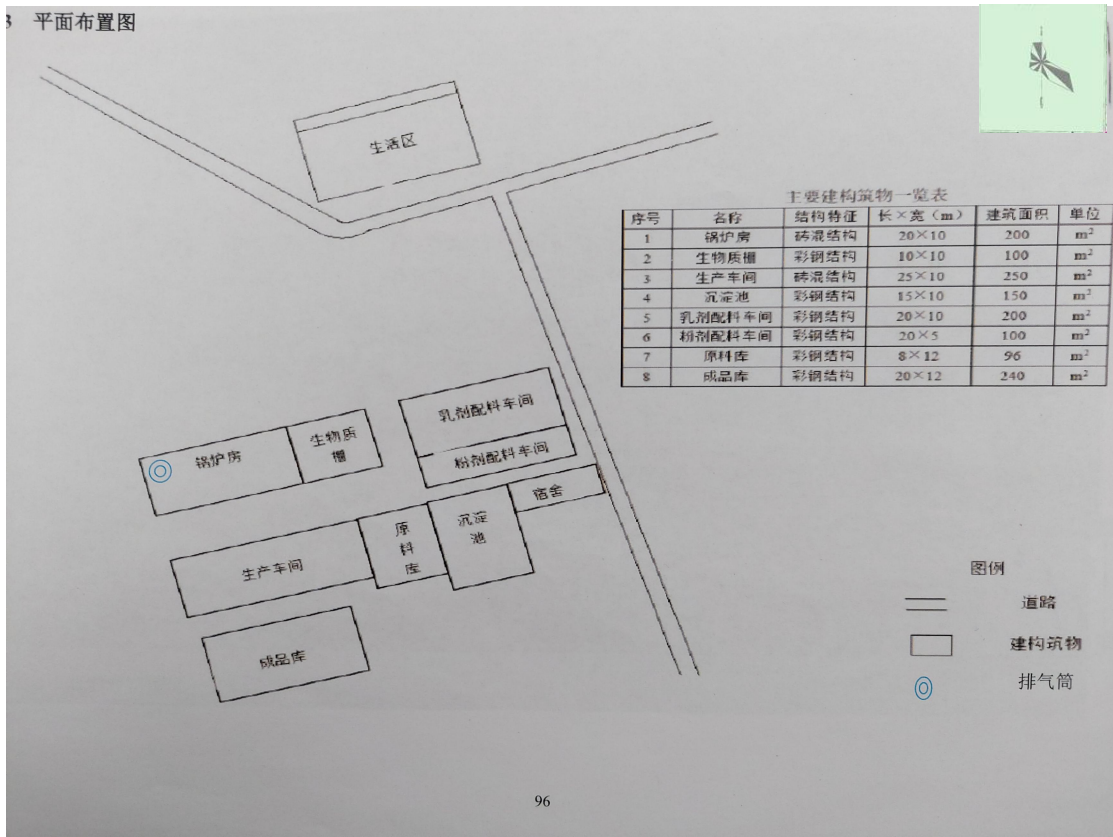 3 平面布置图
生活区
主要建构筑物一览表
序号 名称 结构特征 长×宽（m） 建筑面积 单位
1 锅炉房 砖混结构 20×10 200 m²
2 生物质棚 彩钢结构 10×10 100 m²
3 生产车间 砖混结构 25×10 250 m²
4 沉淀池 彩钢结构 15×10 150 m²
5 乳剂配料车间 彩钢结构 20×10 200 m²
6 粉剂配料车间 彩钢结构 20×5 100 m²
7 原料库 彩钢结构 8×12 96 m²
8 成品库 彩钢结构 20×12 240 m²
乳剂配料车间
生物质
棚
锅炉房
粉剂配料车间
宿舍
沉淀
池
原
料
库
生产车间
成品库
图例
道路
建构筑物
排气筒
96